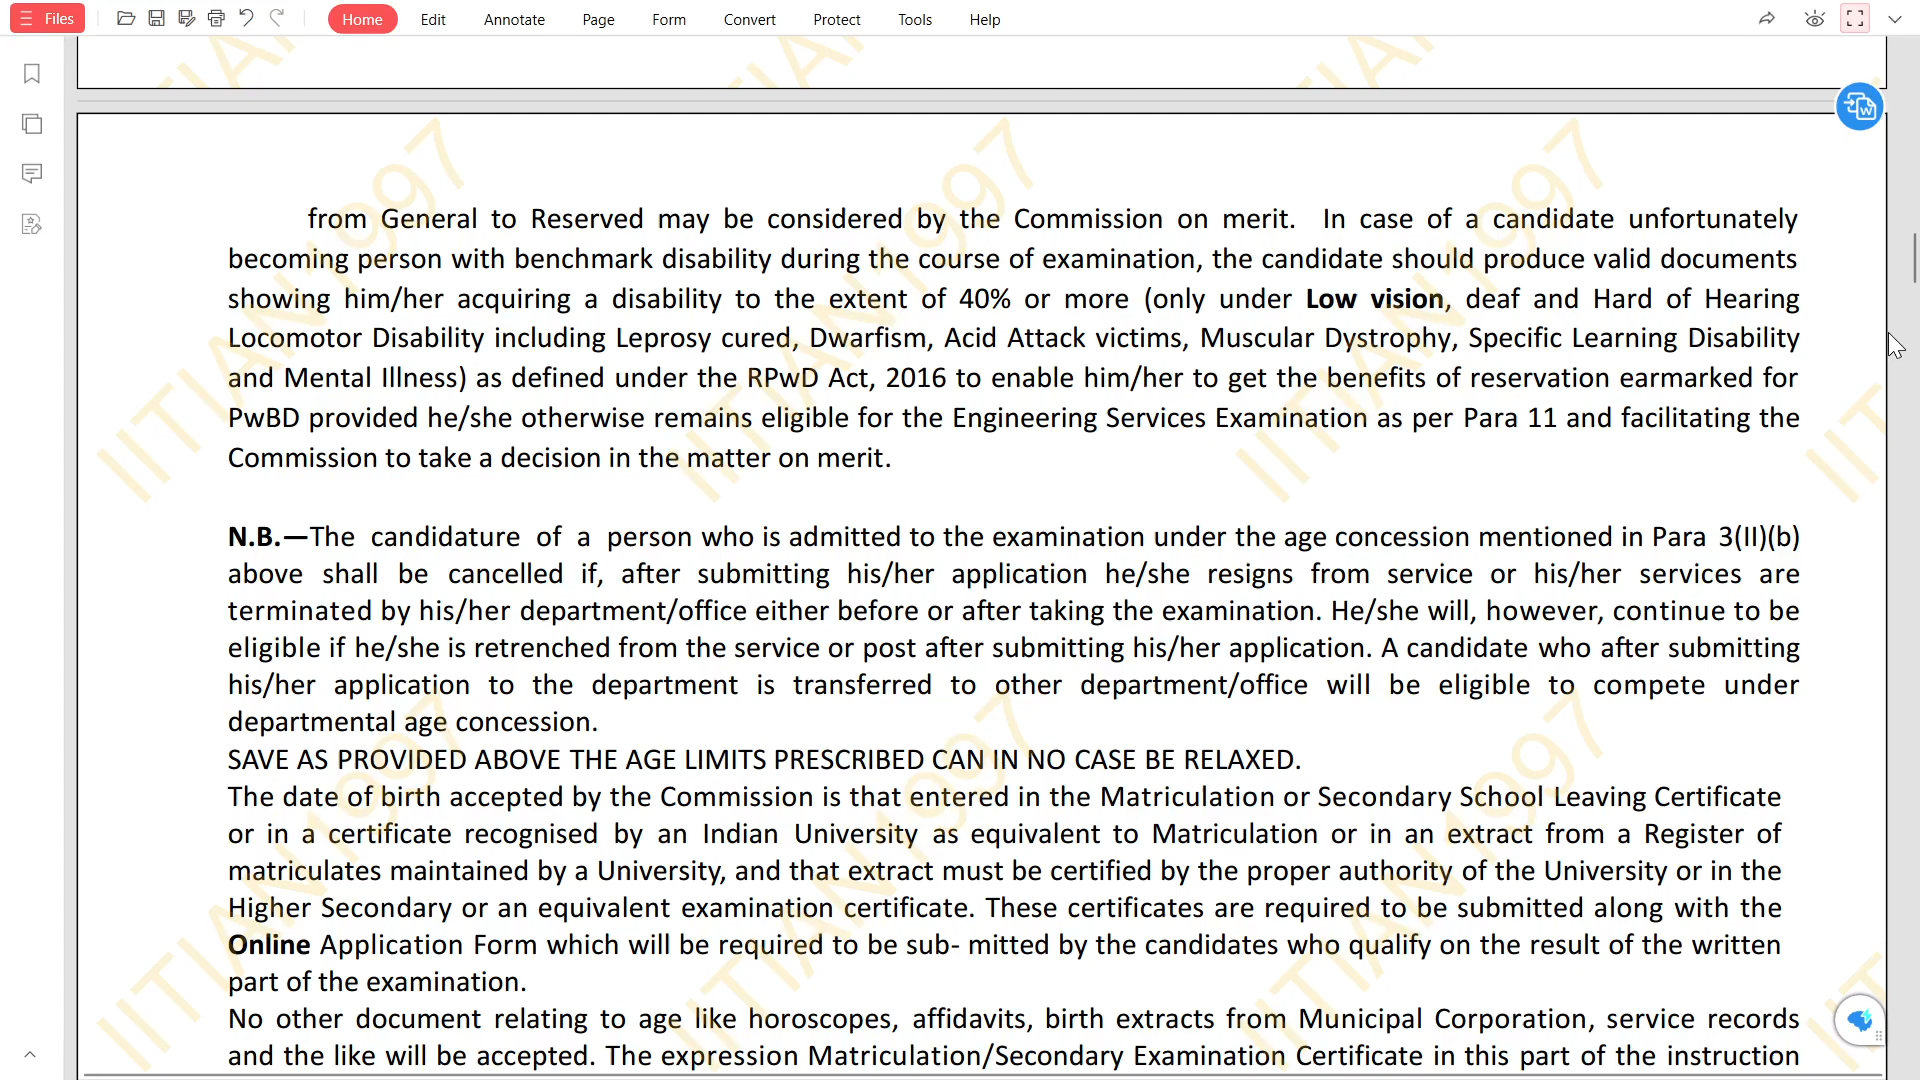 Files Home Edit Annotate Page Form Convert Protect Tools Help
from General to Reserved may be considered by the Commission on merit. In case of a candidate unfortunately
becoming person with benchmark disability during the course of examination, the candidate should produce valid documents
showing him/her acquiring a disability to the extent of 40% or more (only under Low vision, deaf and Hard of Hearing
Locomotor Disability including Leprosy cured, Dwarfism, Acid Attack victims, Muscular Dystrophy, Specific Learning Disability
and Mental Illness) as defined under the RPwD Act, 2016 to enable him/her to get the benefits of reservation earmarked for
PwBD provided he/she otherwise remains eligible for the Engineering Services Examination as per Para 11 and facilitating the
Commission to take a decision in the matter on merit.
N.B.—The candidature of a person who is admitted to the examination under the age concession mentioned in Para 3(II)(b)
above shall be cancelled if, after submitting his/her application he/she resigns from service or his/her services are
terminated by his/her department/office either before or after taking the examination. He/she will, however, continue to be
eligible if he/she is retrenched from the service or post after submitting his/her application. A candidate who after submitting
his/her application to the department is transferred to other department/office will be eligible to compete under
departmental age concession.
SAVE AS PROVIDED ABOVE THE AGE LIMITS PRESCRIBED CAN IN NO CASE BE RELAXED.
The date of birth accepted by the Commission is that entered in the Matriculation or Secondary School Leaving Certificate
or in a certificate recognised by an Indian University as equivalent to Matriculation or in an extract from a Register of
matriculates maintained by a University, and that extract must be certified by the proper authority of the University or in the
Higher Secondary or an equivalent examination certificate. These certificates are required to be submitted along with the
Online Application Form which will be required to be sub- mitted by the candidates who qualify on the result of the written
part of the examination.
No other document relating to age like horoscopes, affidavits, birth extracts from Municipal Corporation, service records
and the like will be accepted. The expression Matriculation/Secondary Examination Certificate in this part of the instruction
IITIAN1997
IITIAN1997
IITIAN1997
IITIAN1997
IITIAN1997
IITIAN1997